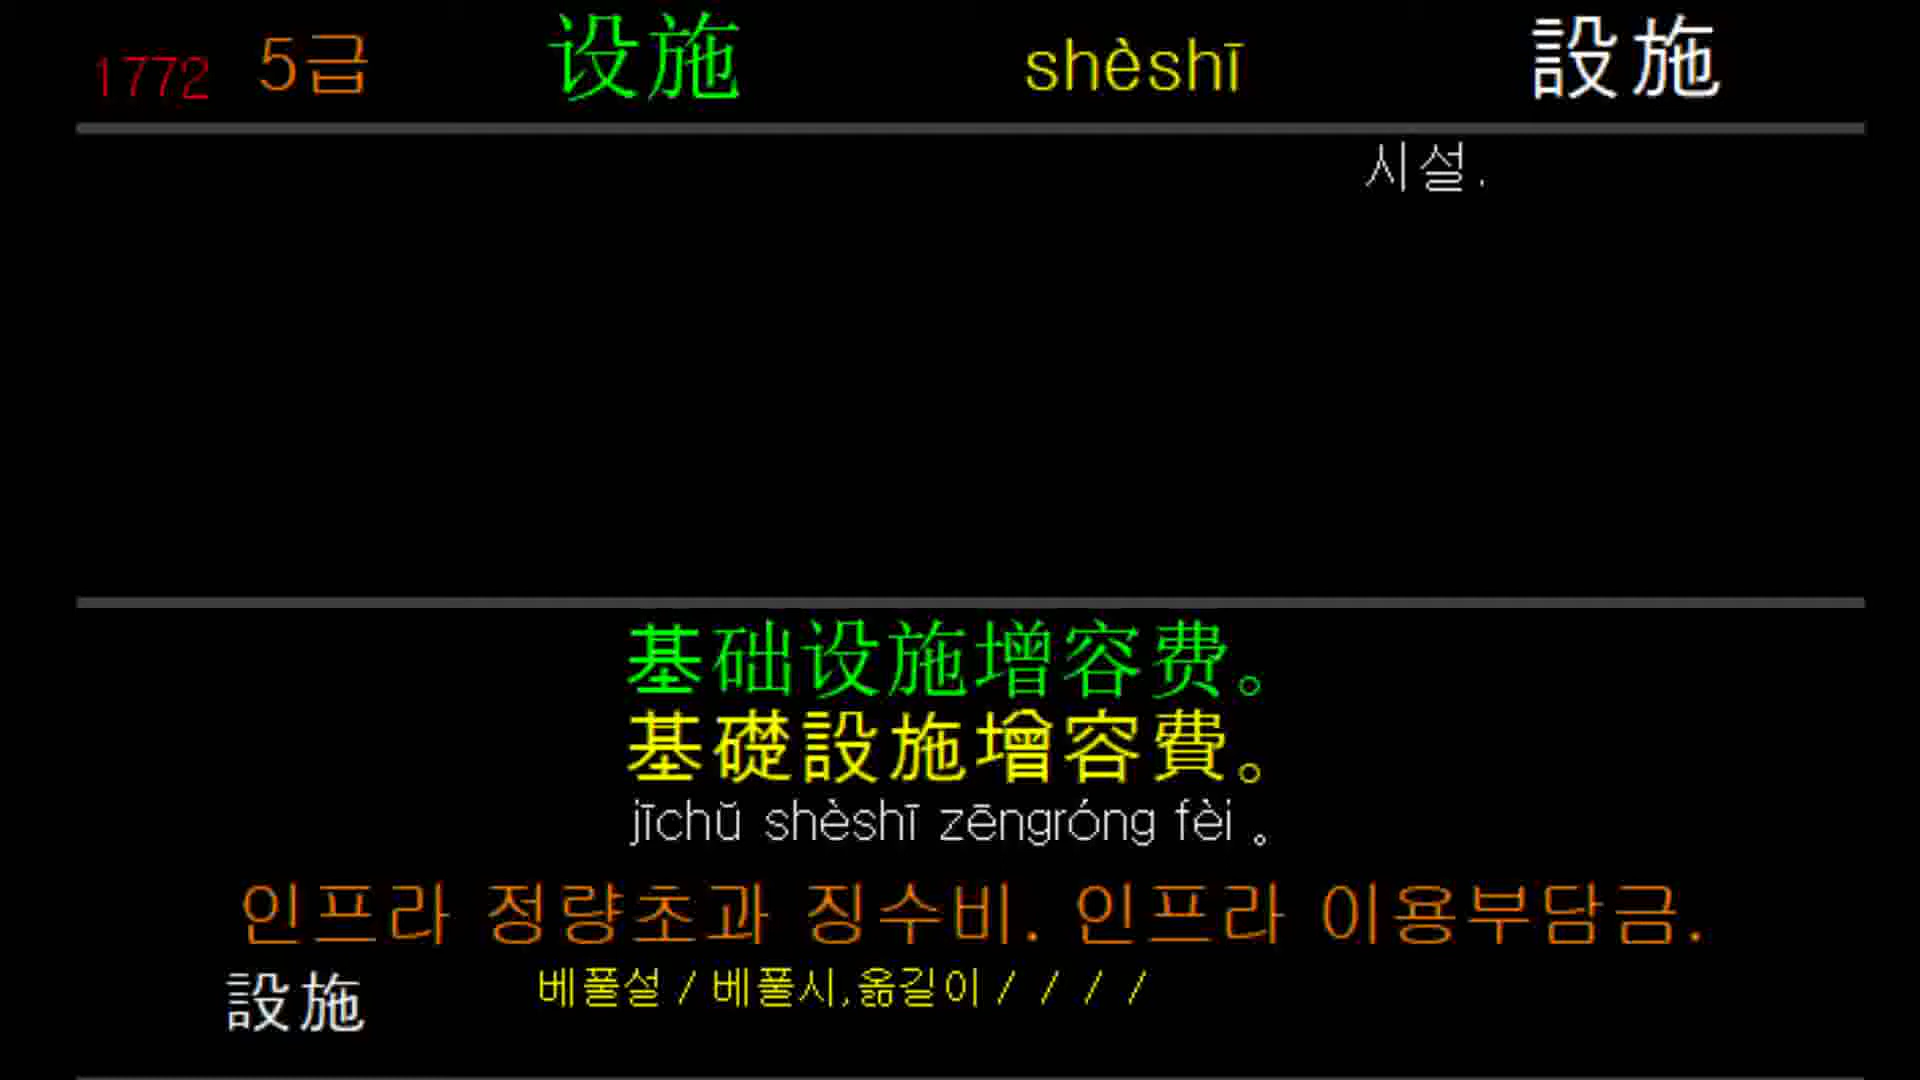 1772 5급 设施 shèshī 設施
시설.
基础设施增容费。
基礎設施增容費。
jīchŭ shèshī zēngróng fèi 。
인프라 정량초과 징수비. 인프라 이용부담금.
設施 베풀설 / 베풀시,옮길이 / / / /